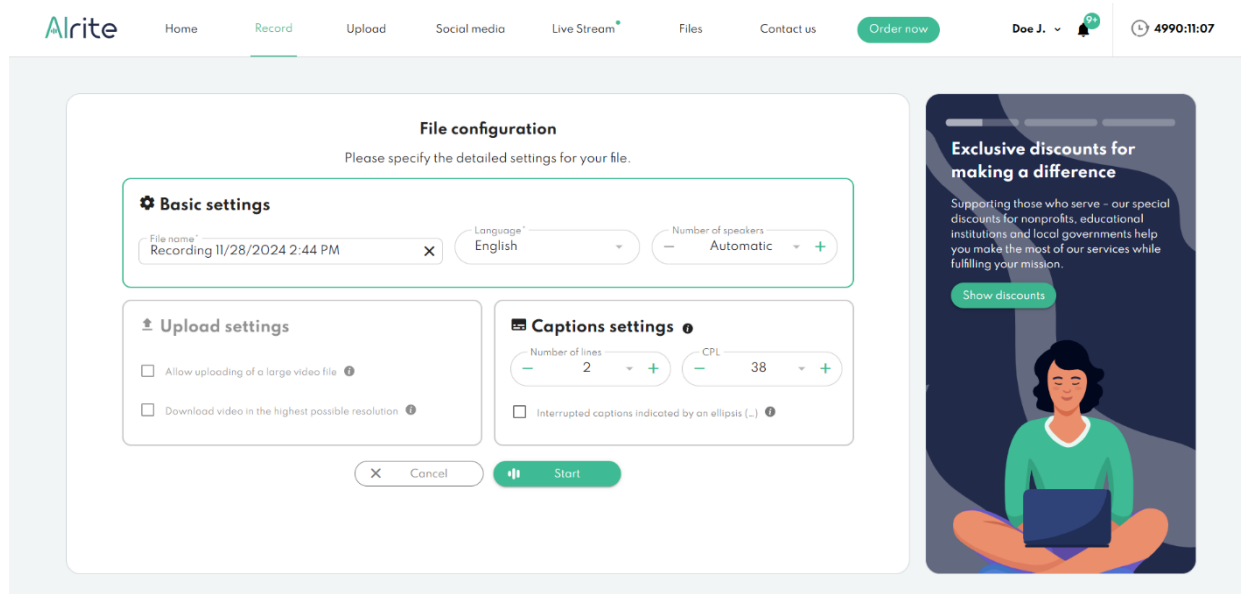 Alrite
Home Record Upload Social media Live Stream Files Contact us Order now Doe J. 9+ 4990:11:07
File configuration
Please specify the detailed settings for your file.
Basic settings
File name*
Recording 11/28/2024 2:44 PM
Language*
English
Number of speakers
− Automatic +
Upload settings
Allow uploading of a large video file
Download video in the highest possible resolution
Captions settings
Number of lines
− 2 +
CPL
− 38 +
Interrupted captions indicated by an ellipsis (...)
Cancel
Start
Exclusive discounts for
making a difference
Supporting those who serve – our special
discounts for nonprofits, educational
institutions and local governments help
you make the most of our services while
fulfilling your mission.
Show discounts